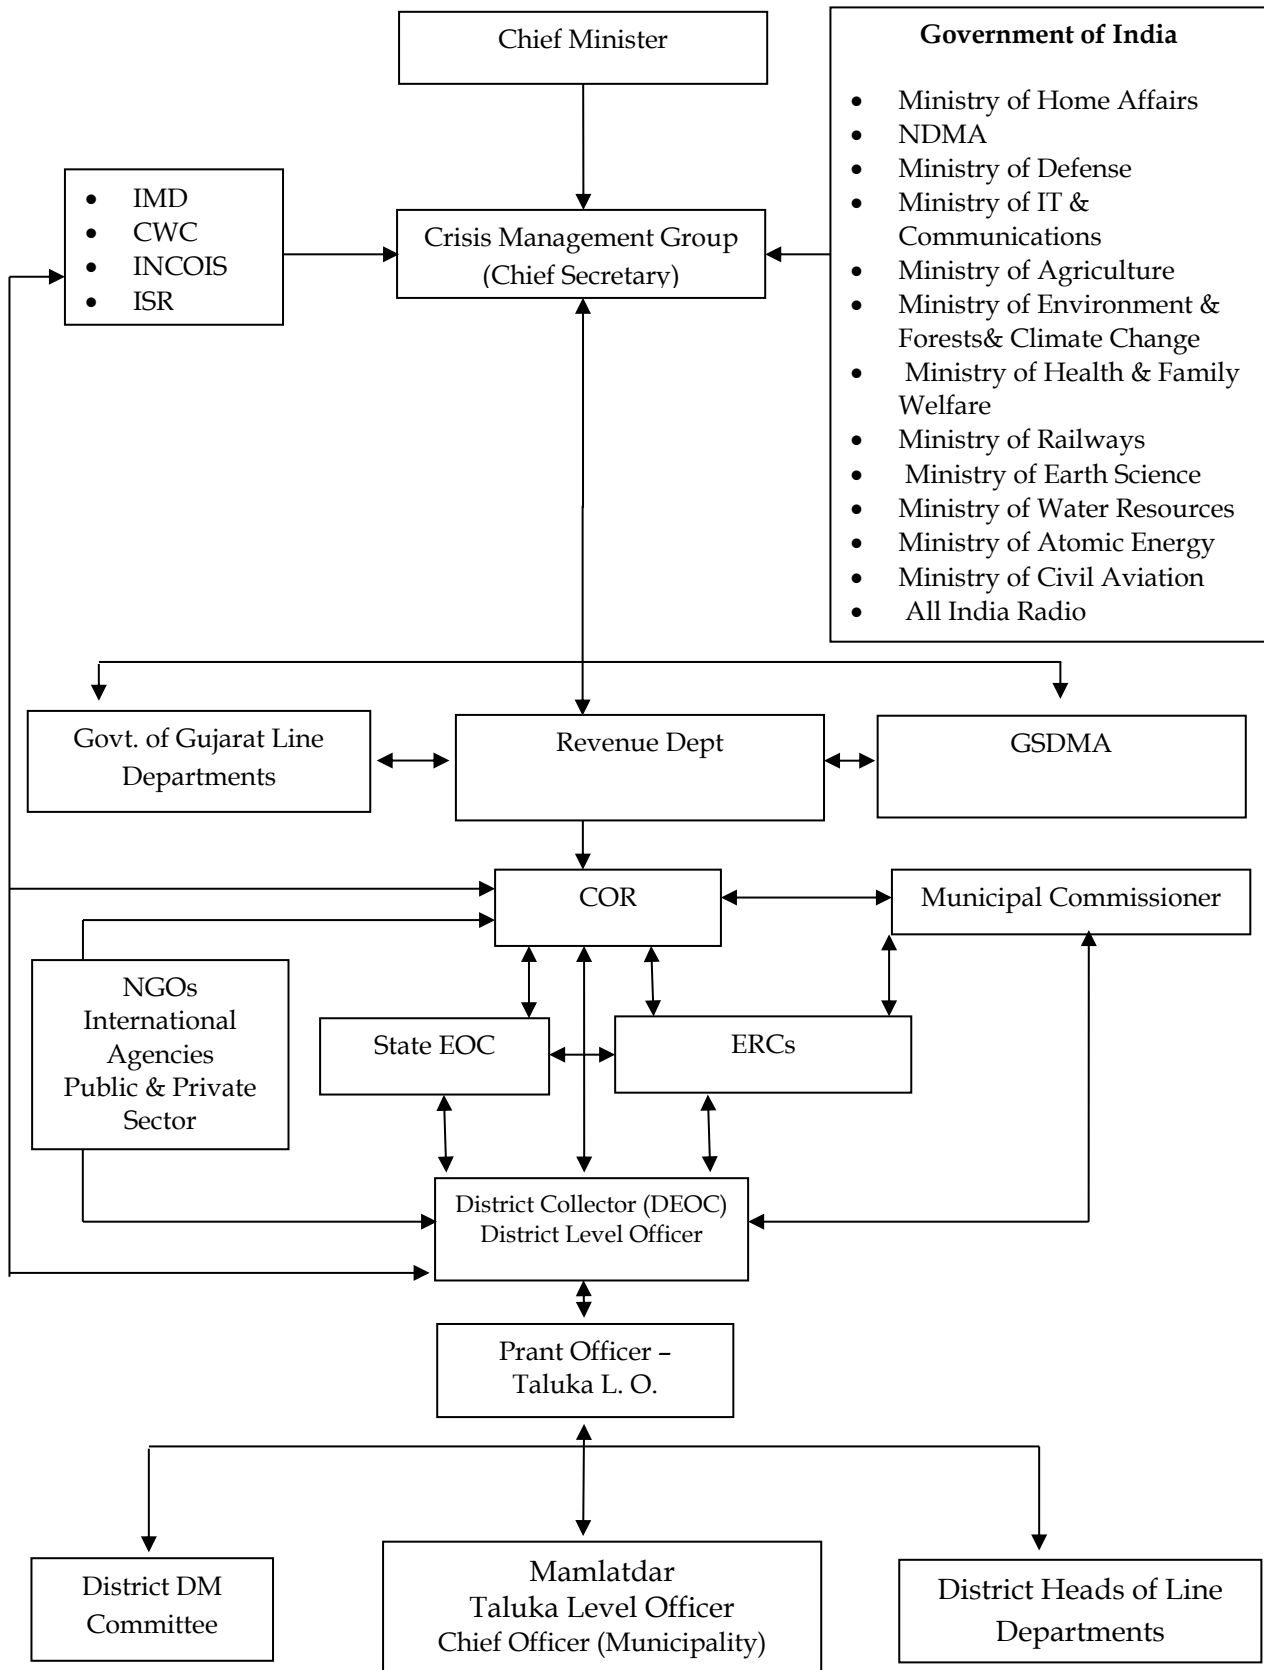 Chief Minister
Government of India
• Ministry of Home Affairs
• NDMA
• Ministry of Defense
• Ministry of IT &
Communications
• Ministry of Agriculture
• Ministry of Environment &
Forests& Climate Change
• Ministry of Health & Family
Welfare
• Ministry of Railways
• Ministry of Earth Science
• Ministry of Water Resources
• Ministry of Atomic Energy
• Ministry of Civil Aviation
• All India Radio
• IMD
• CWC
• INCOIS
• ISR
Crisis Management Group
(Chief Secretary)
Govt. of Gujarat Line
Departments
Revenue Dept
GSDMA
COR
Municipal Commissioner
NGOs
International
Agencies
Public & Private
Sector
State EOC
ERCs
District Collector (DEOC)
District Level Officer
Prant Officer –
Taluka L. O.
District DM
Committee
Mamlatdar
Taluka Level Officer
Chief Officer (Municipality)
District Heads of Line
Departments